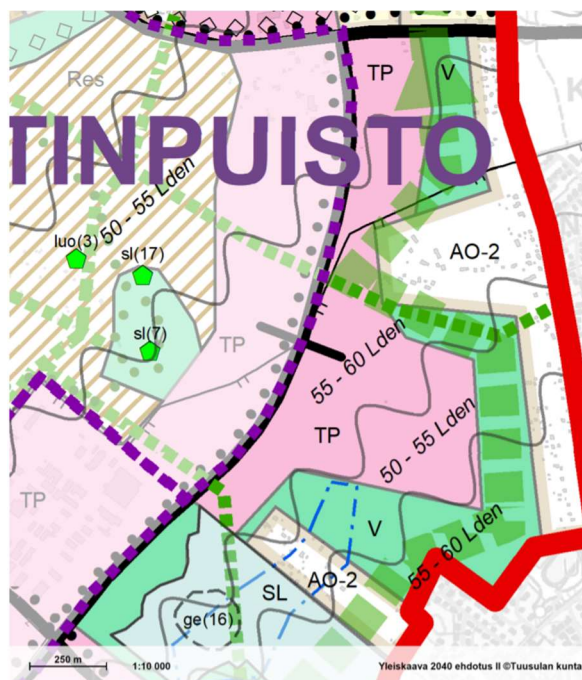 Res
TP
V
TINPUISTO
50 - 55 Lden
luo(3)
sl(17)
AO-2
sl(7)
TP
55 - 60 Lden
TP
50 - 55 Lden
TP
V
55 - 60 Lden
AO-2
SL
ge(16)
250 m
1:10 000
Yleiskaava 2040 ehdotus II ©Tuusulan kunta